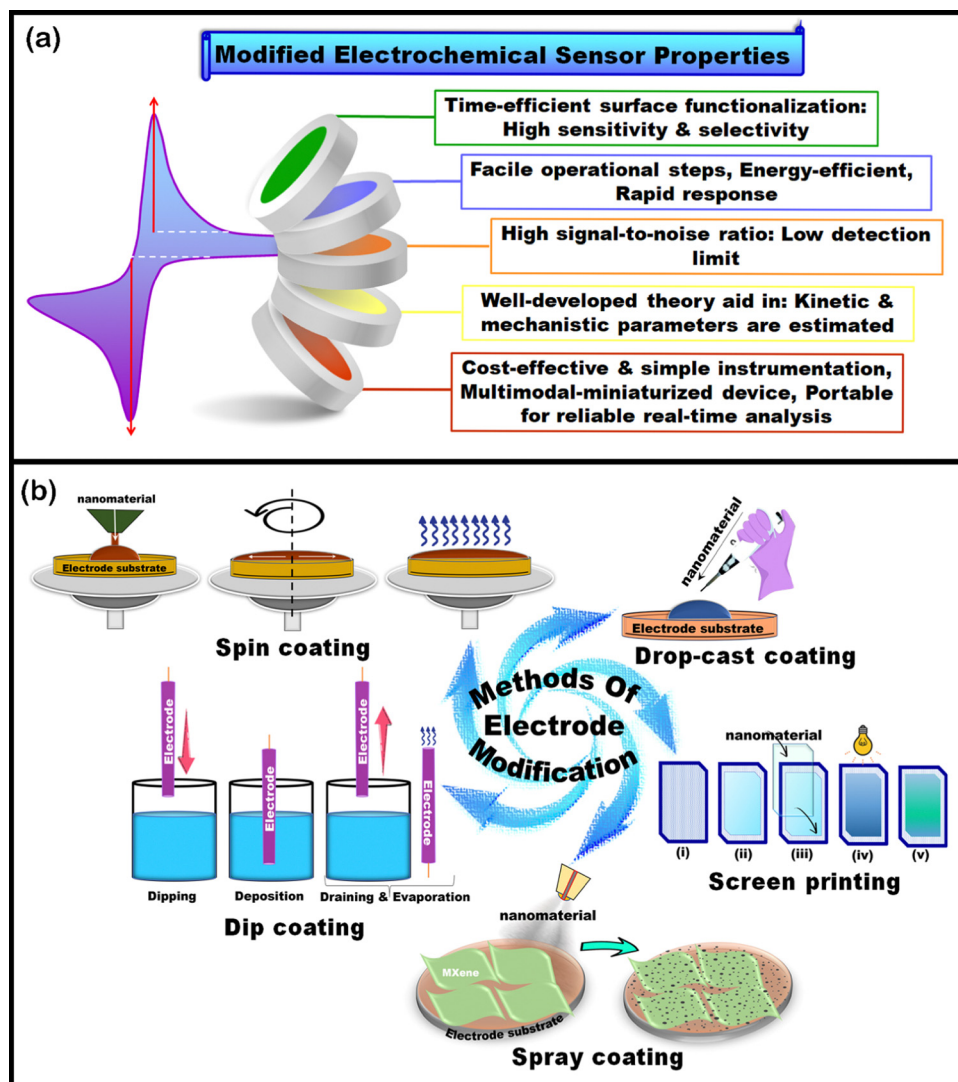 (a)
Modified Electrochemical Sensor Properties
Time-efficient surface functionalization:
High sensitivity & selectivity
Facile operational steps, Energy-efficient,
Rapid response
High signal-to-noise ratio: Low detection
limit
Well-developed theory aid in: Kinetic &
mechanistic parameters are estimated
Cost-effective & simple instrumentation,
Multimodal-miniaturized device, Portable
for reliable real-time analysis
(b)
nanomaterial
Electrode substrate
Spin coating
nanomaterial
Electrode substrate
Drop-cast coating
Methods Of
Electrode
Modification
Electrode
Electrode
Electrode
Electrode
Dipping
Deposition
Draining & Evaporation
Dip coating
nanomaterial
(i)
(ii)
(iii)
(iv)
(v)
Screen printing
nanomaterial
MXene
Electrode substrate
Spray coating